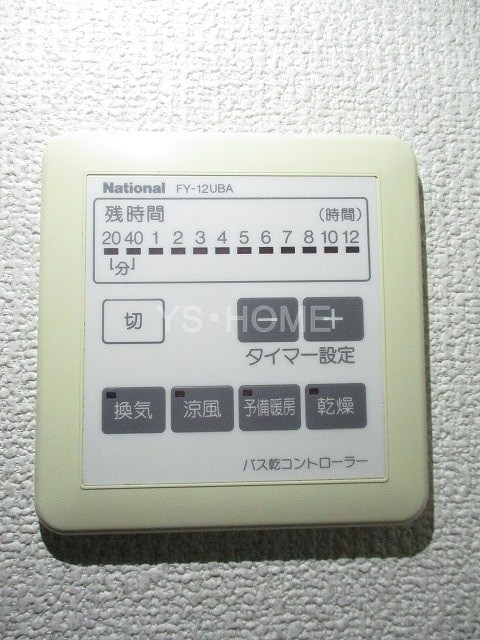 National FY-12UBA
残時間 (時間)
20 40 1 2 3 4 5 6 7 8 10 12
分
切 − +
YS・HOME
タイマー設定
換気 涼風 予備暖房 乾燥
バス乾コントローラー